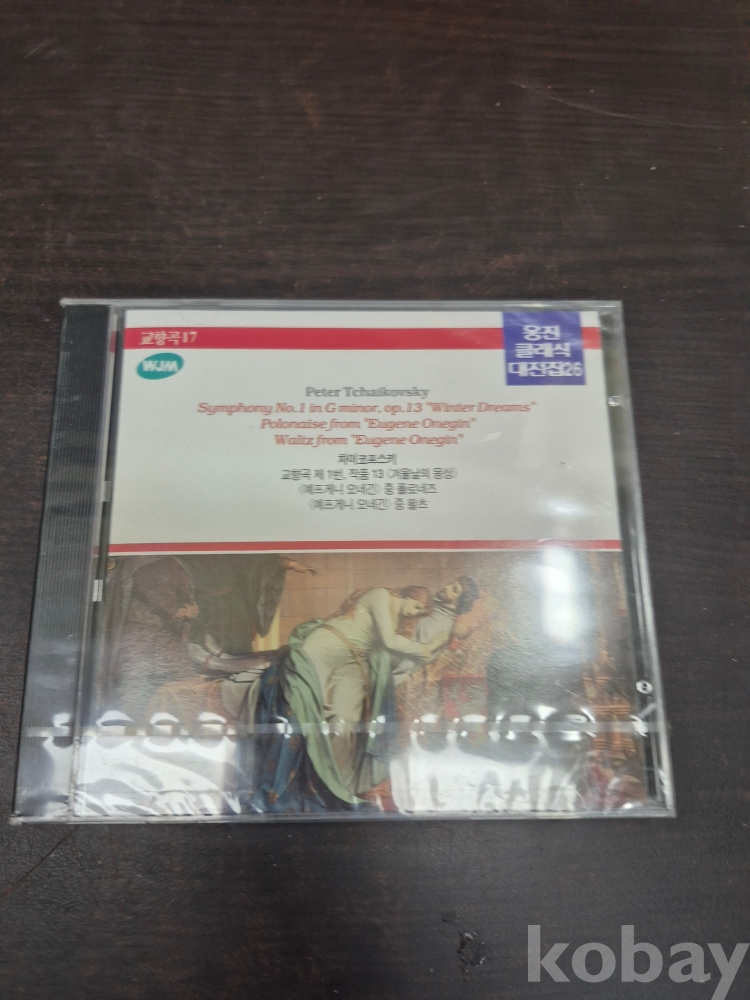 교향곡 17
웅진
클래식
대전집26
WJM
Peter Tchaikovsky
Symphony No. 1 in G minor, op. 13 "Winter Dreams"
Polonaise from "Eugene Onegin"
Waltz from "Eugene Onegin"
차이코프스키
교향곡 제 1번, 작품 13 〈겨울날의 몽상〉
〈예프게니 오네긴〉 중 폴로네즈
〈예프게니 오네긴〉 중 왈츠
kobay